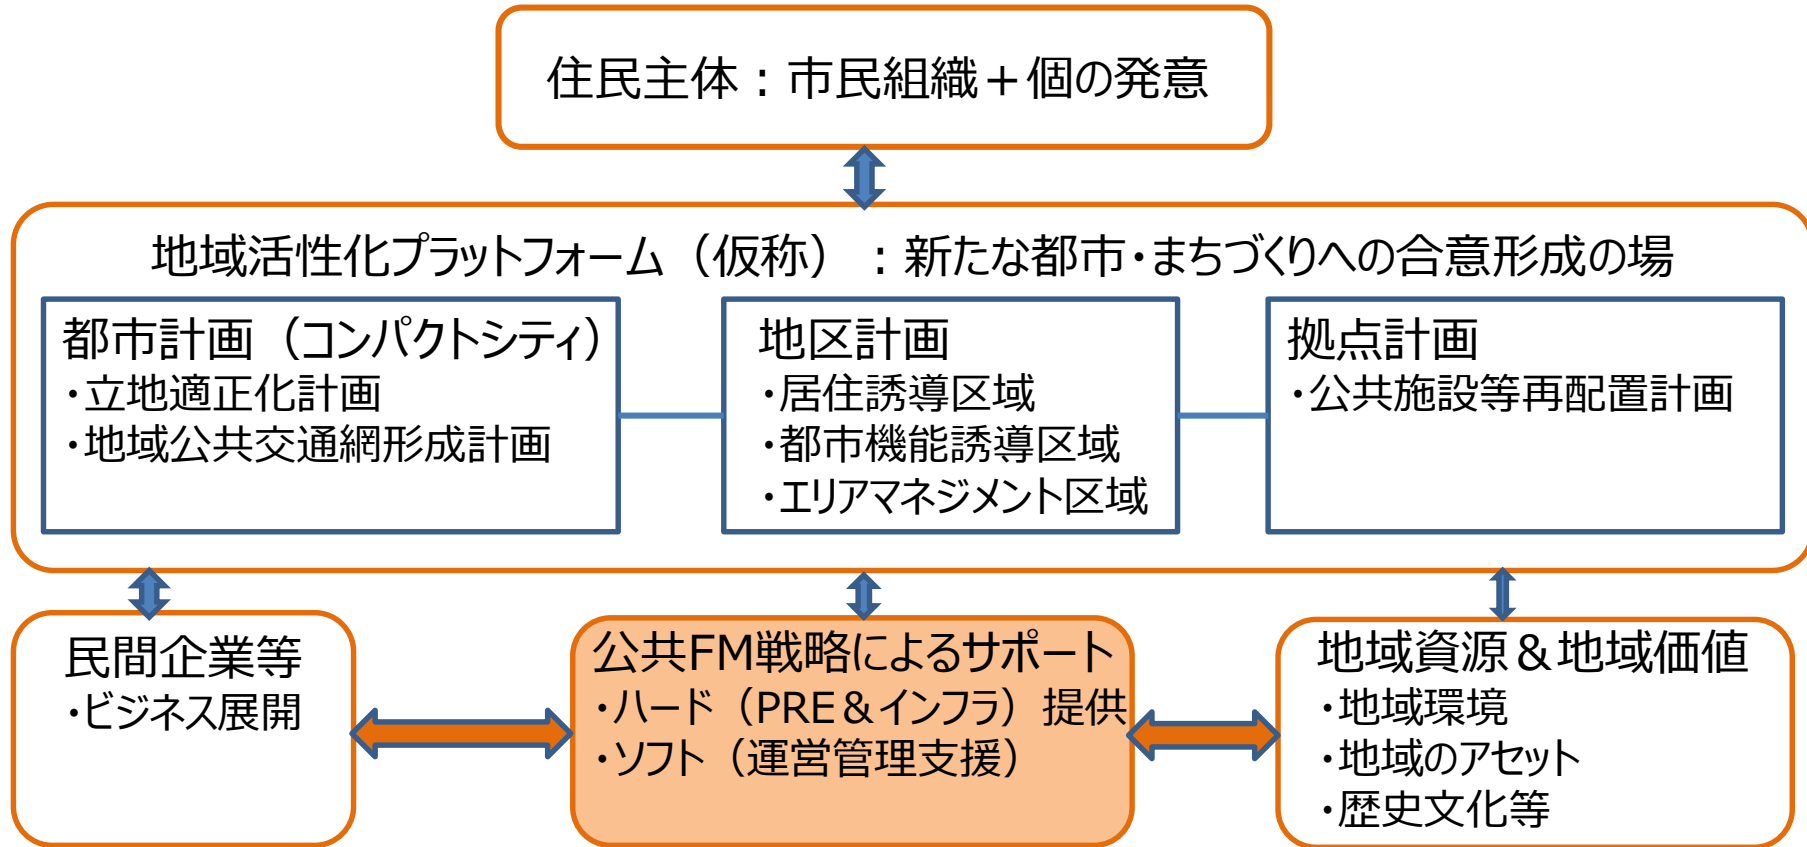 住民主体：市民組織＋個の発意
地域活性化プラットフォーム（仮称）：新たな都市・まちづくりへの合意形成の場
都市計画（コンパクトシティ）
・立地適正化計画
・地域公共交通網形成計画
地区計画
・居住誘導区域
・都市機能誘導区域
・エリアマネジメント区域
拠点計画
・公共施設等再配置計画
民間企業等
・ビジネス展開
公共FM戦略によるサポート
・ハード（PRE＆インフラ）提供
・ソフト（運営管理支援）
地域資源＆地域価値
・地域環境
・地域のアセット
・歴史文化等